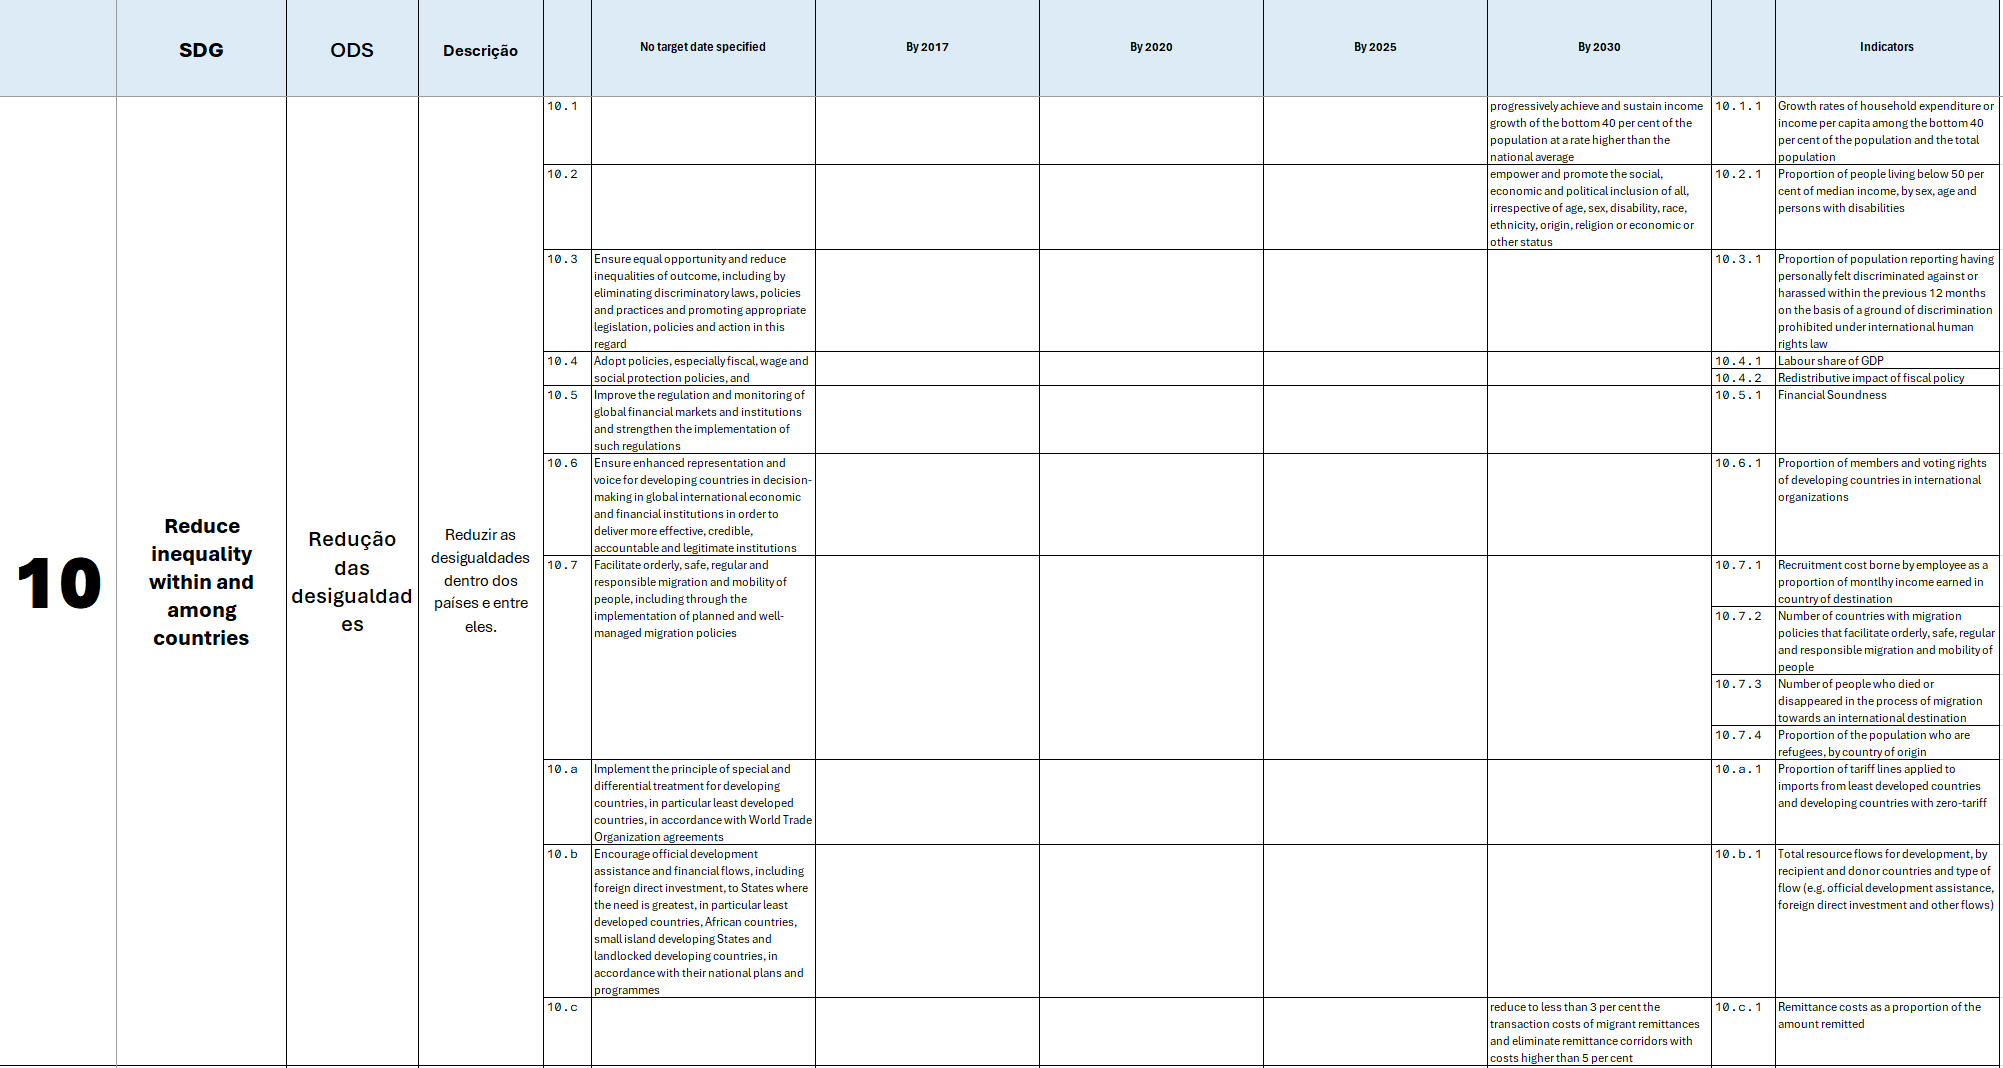 SDG
ODS
Descrição
No target date specified
By 2017
By 2020
By 2025
By 2030
Indicators
10
Reduce
inequality
within and
among
countries
Redução
das
desigualdad
es
Reduzir as
desigualdades
dentro dos
países e entre
eles.
10.1
progressively achieve and sustain income
growth of the bottom 40 per cent of the
population at a rate higher than the
national average
10.1.1
Growth rates of household expenditure or
income per capita among the bottom 40
per cent of the population and the total
population
10.2
empower and promote the social,
economic and political inclusion of all,
irrespective of age, sex, disability, race,
ethnicity, origin, religion or economic or
other status
10.2.1
Proportion of people living below 50 per
cent of median income, by sex, age and
persons with disabilities
10.3
Ensure equal opportunity and reduce
inequalities of outcome, including by
eliminating discriminatory laws, policies
and practices and promoting appropriate
legislation, policies and action in this
regard
10.3.1
Proportion of population reporting having
personally felt discriminated against or
harassed within the previous 12 months
on the basis of a ground of discrimination
prohibited under international human
rights law
10.4
Adopt policies, especially fiscal, wage and
social protection policies, and
10.4.1
Labour share of GDP
10.4.2
Redistributive impact of fiscal policy
10.5
Improve the regulation and monitoring of
global financial markets and institutions
and strengthen the implementation of
such regulations
10.5.1
Financial Soundness
10.6
Ensure enhanced representation and
voice for developing countries in decision-
making in global international economic
and financial institutions in order to
deliver more effective, credible,
accountable and legitimate institutions
10.6.1
Proportion of members and voting rights
of developing countries in international
organizations
10.7
Facilitate orderly, safe, regular and
responsible migration and mobility of
people, including through the
implementation of planned and well-
managed migration policies
10.7.1
Recruitment cost borne by employee as a
proportion of montlhy income earned in
country of destination
10.7.2
Number of countries with migration
policies that facilitate orderly, safe, regular
and responsible migration and mobility of
people
10.7.3
Number of people who died or
disappeared in the process of migration
towards an international destination
10.7.4
Proportion of the population who are
refugees, by country of origin
10.a
Implement the principle of special and
differential treatment for developing
countries, in particular least developed
countries, in accordance with World Trade
Organization agreements
10.a.1
Proportion of tariff lines applied to
imports from least developed countries
and developing countries with zero-tariff
10.b
Encourage official development
assistance and financial flows, including
foreign direct investment, to States where
the need is greatest, in particular least
developed countries, African countries,
small island developing States and
landlocked developing countries, in
accordance with their national plans and
programmes
10.b.1
Total resource flows for development, by
recipient and donor countries and type of
flow (e.g. official development assistance,
foreign direct investment and other flows)
10.c
reduce to less than 3 per cent the
transaction costs of migrant remittances
and eliminate remittance corridors with
costs higher than 5 per cent
10.c.1
Remittance costs as a proportion of the
amount remitted